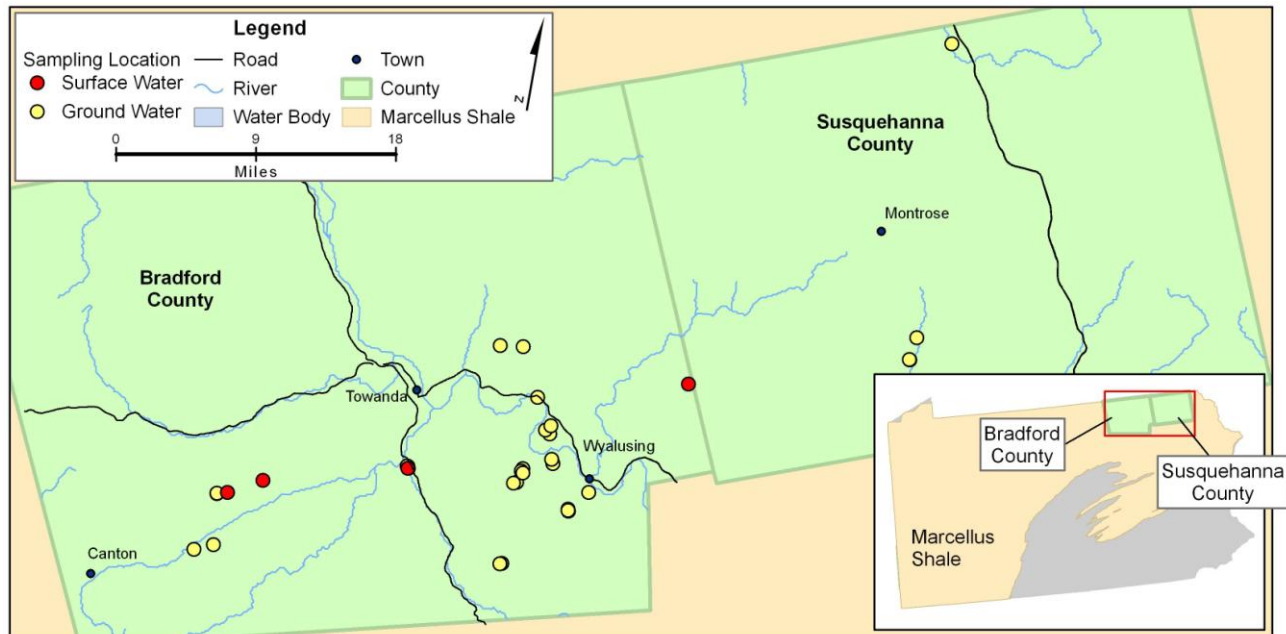 Legend
Sampling Location
Surface Water
Ground Water
Road
River
Water Body
Town
County
Marcellus Shale
0 9 18
Miles
N
Susquehanna
County
Montrose
Bradford
County
Towanda
Wyalusing
Canton
Bradford
County
Susquehanna
County
Marcellus
Shale